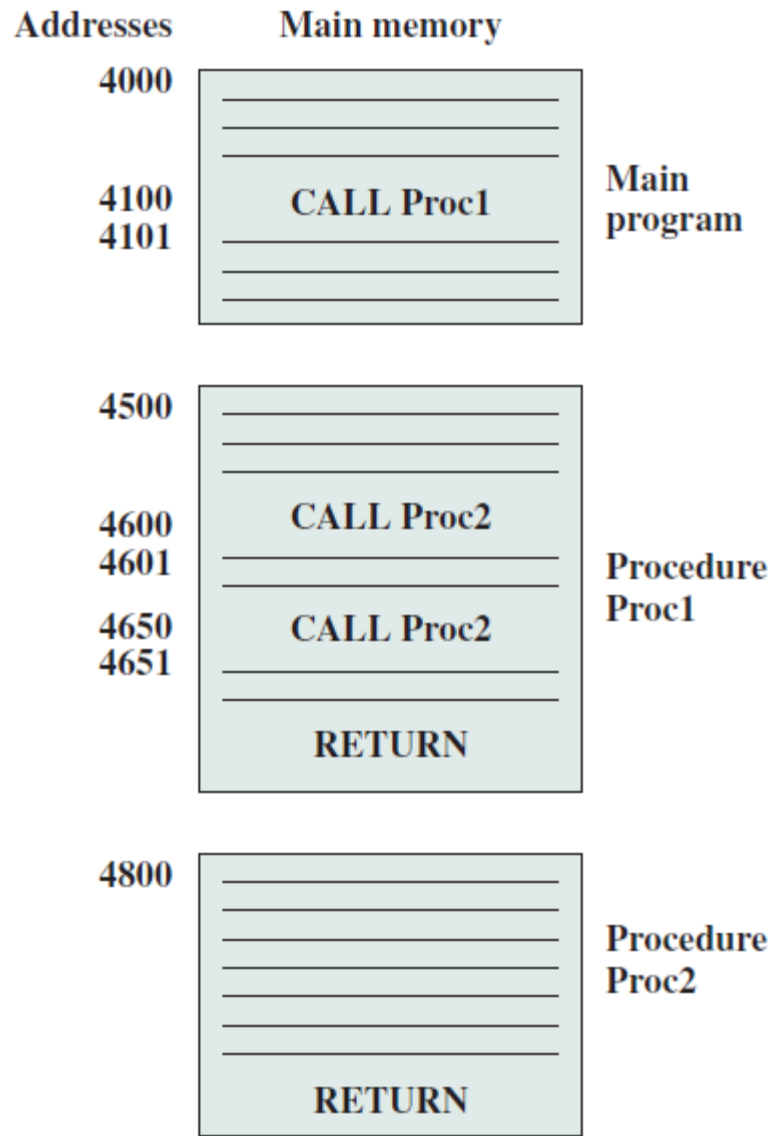 Addresses Main memory
4000
4100 CALL Proc1
4101
Main
program
4500
4600 CALL Proc2
4601
4650 CALL Proc2
4651
RETURN
Procedure
Proc1
4800
Procedure
Proc2
RETURN